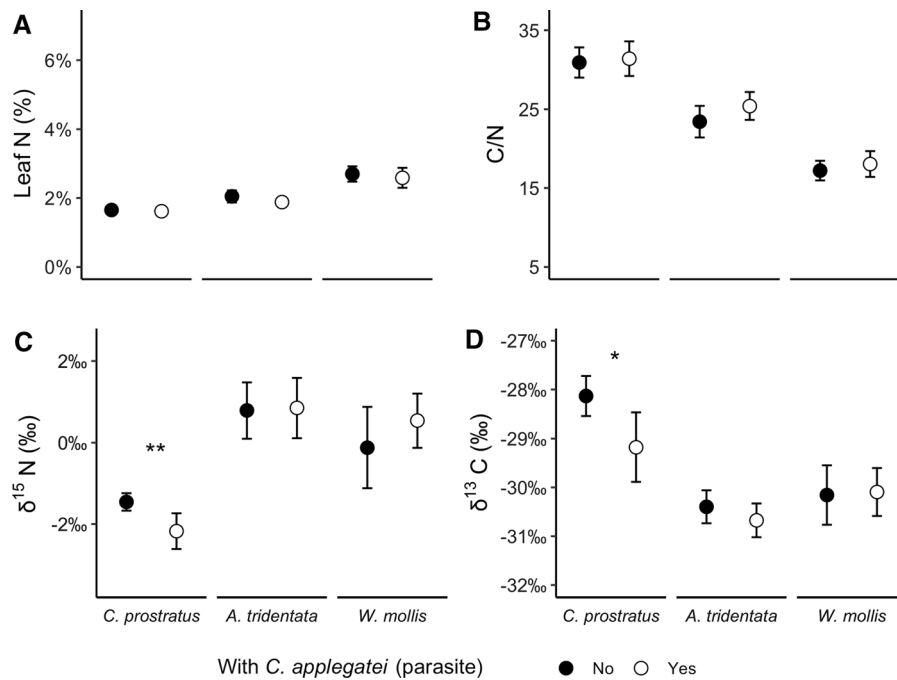 A
Leaf N (%)
6%
4%
2%
0%
B
C/N
35
25
15
5
C
δ15 N (‰)
2‰
0‰
-2‰
**
C. prostratus A. tridentata W. mollis
D
δ13 C (‰)
-27‰
-28‰
-29‰
-30‰
-31‰
-32‰
*
C. prostratus A. tridentata W. mollis
With C. applegatei (parasite) No Yes